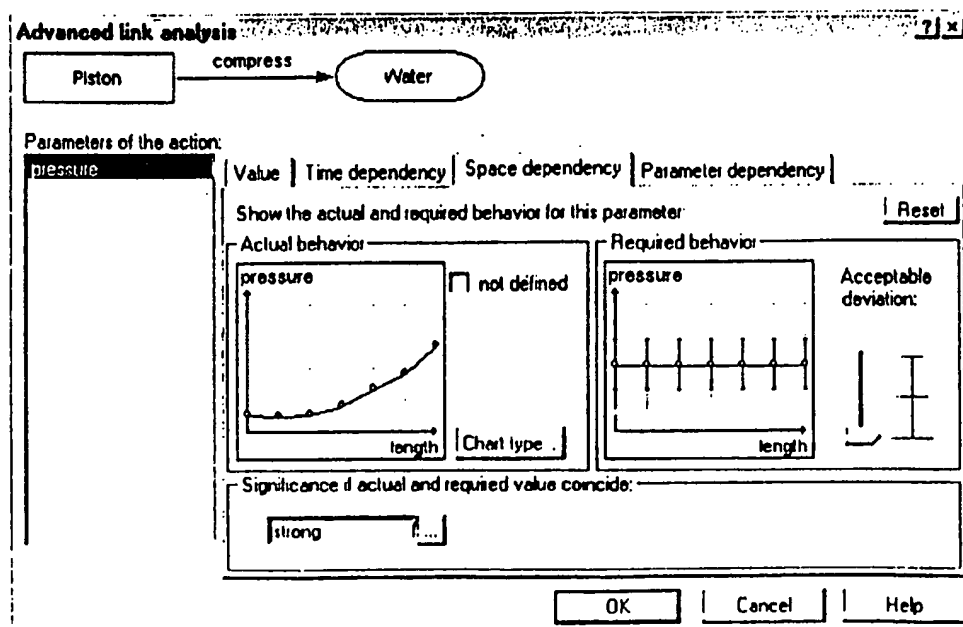 Advanced link analysis ? x
Piston compress Water
Parameters of the action:
pressure
Value Time dependency Space dependency Parameter dependency
Show the actual and required behavior for this parameter Reset
Actual behavior
pressure
not defined
length
Chart type .
Required behavior
pressure
length
Acceptable
deviation:
Significance if actual and required value coincide:
strong ...
OK Cancel Help